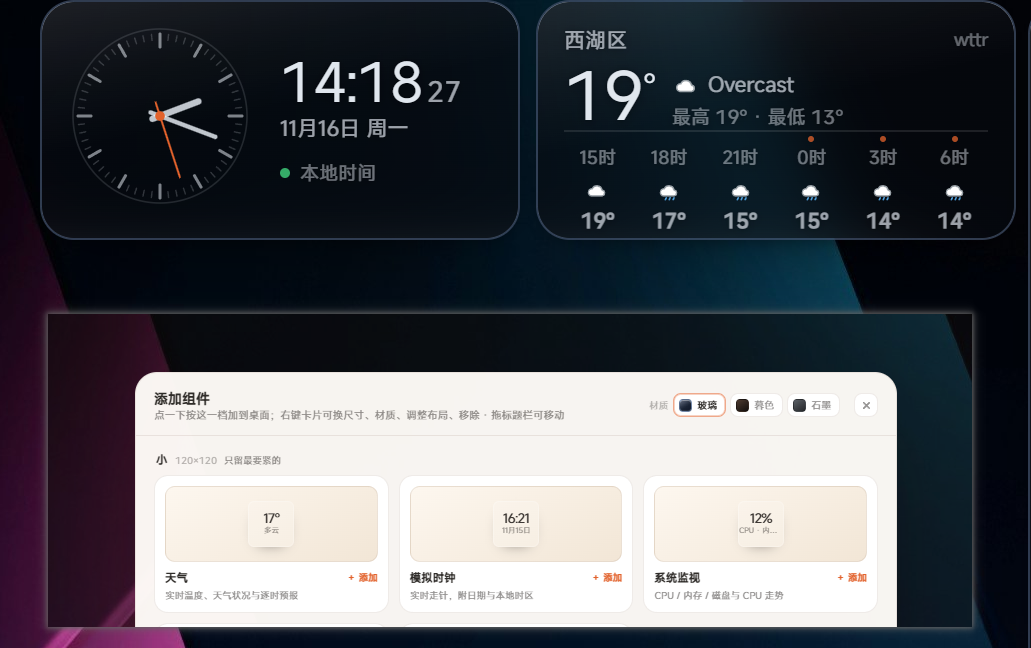 14:18 27
11月16日 周一
本地时间
西湖区
wttr
19°
Overcast
最高 19° · 最低 13°
15时 18时 21时 0时 3时 6时
19° 17° 15° 15° 14° 14°
添加组件
点一下按这一档加到桌面；右键卡片可换尺寸、材质、调整布局、移除 · 拖标题栏可移动
材质 玻璃 暮色 石墨 ×
小 120×120 只留最要紧的
17°
多云
天气 + 添加
实时温度、天气状况与逐时预报
16:21
11月15日
模拟时钟 + 添加
实时走针，附日期与本地时区
12%
CPU · 内…
系统监视 + 添加
CPU / 内存 / 磁盘与 CPU 走势